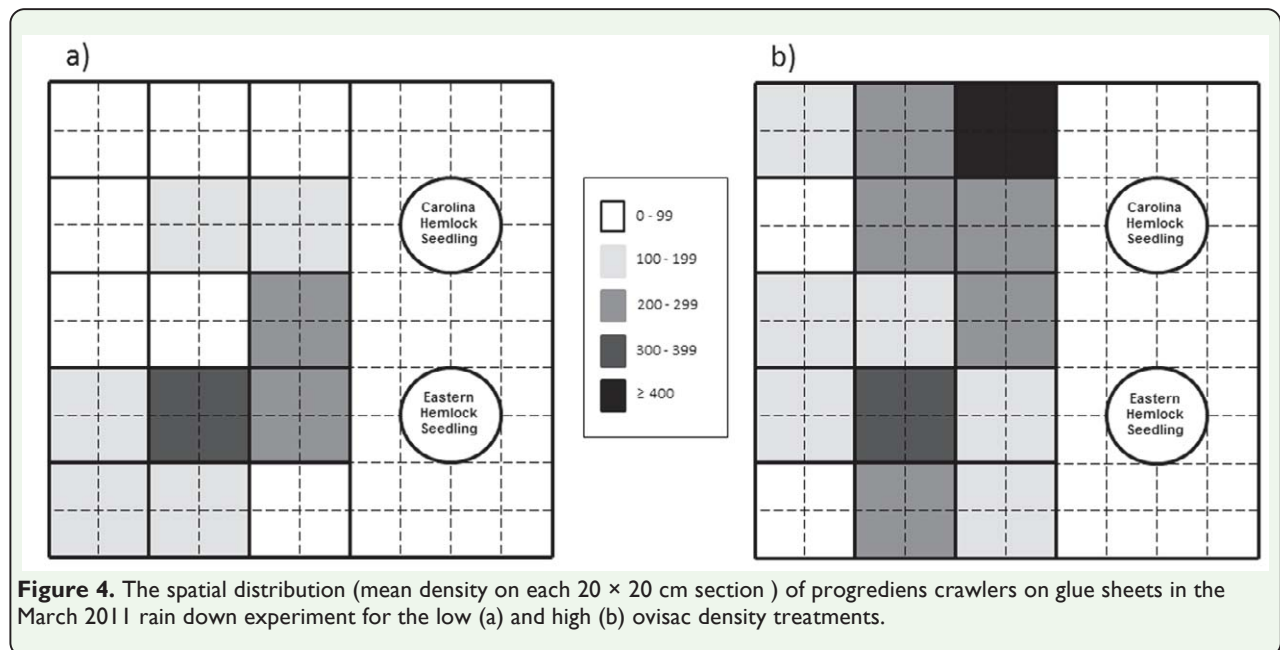 a)
b)
Carolina
Hemlock
Seedling
Eastern
Hemlock
Seedling
0 - 99
100 - 199
200 - 299
300 - 399
≥ 400
Carolina
Hemlock
Seedling
Eastern
Hemlock
Seedling
Figure 4. The spatial distribution (mean density on each 20 × 20 cm section ) of progrediens crawlers on glue sheets in the
March 2011 rain down experiment for the low (a) and high (b) ovisac density treatments.